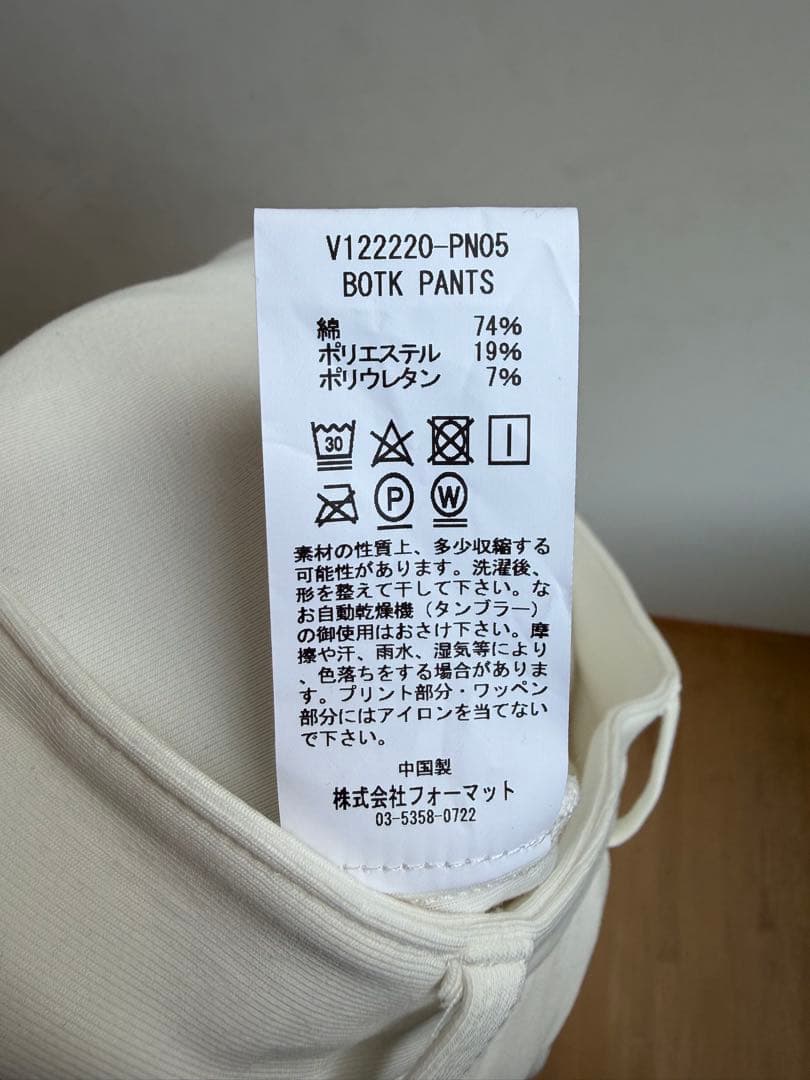 V122220-PN05
BOTK PANTS
綿 74%
ポリエステル 19%
ポリウレタン 7%
30
P W
素材の性質上、多少収縮する
可能性があります。洗濯後、
形を整えて干して下さい。な
お自動乾燥機（タンブラー）
の御使用はおさけ下さい。摩
擦や汗、雨水、湿気等により
、色落ちをする場合がありま
す。プリント部分・ワッペン
部分にはアイロンを当てない
で下さい。
中国製
株式会社フォーマット
03-5358-0722